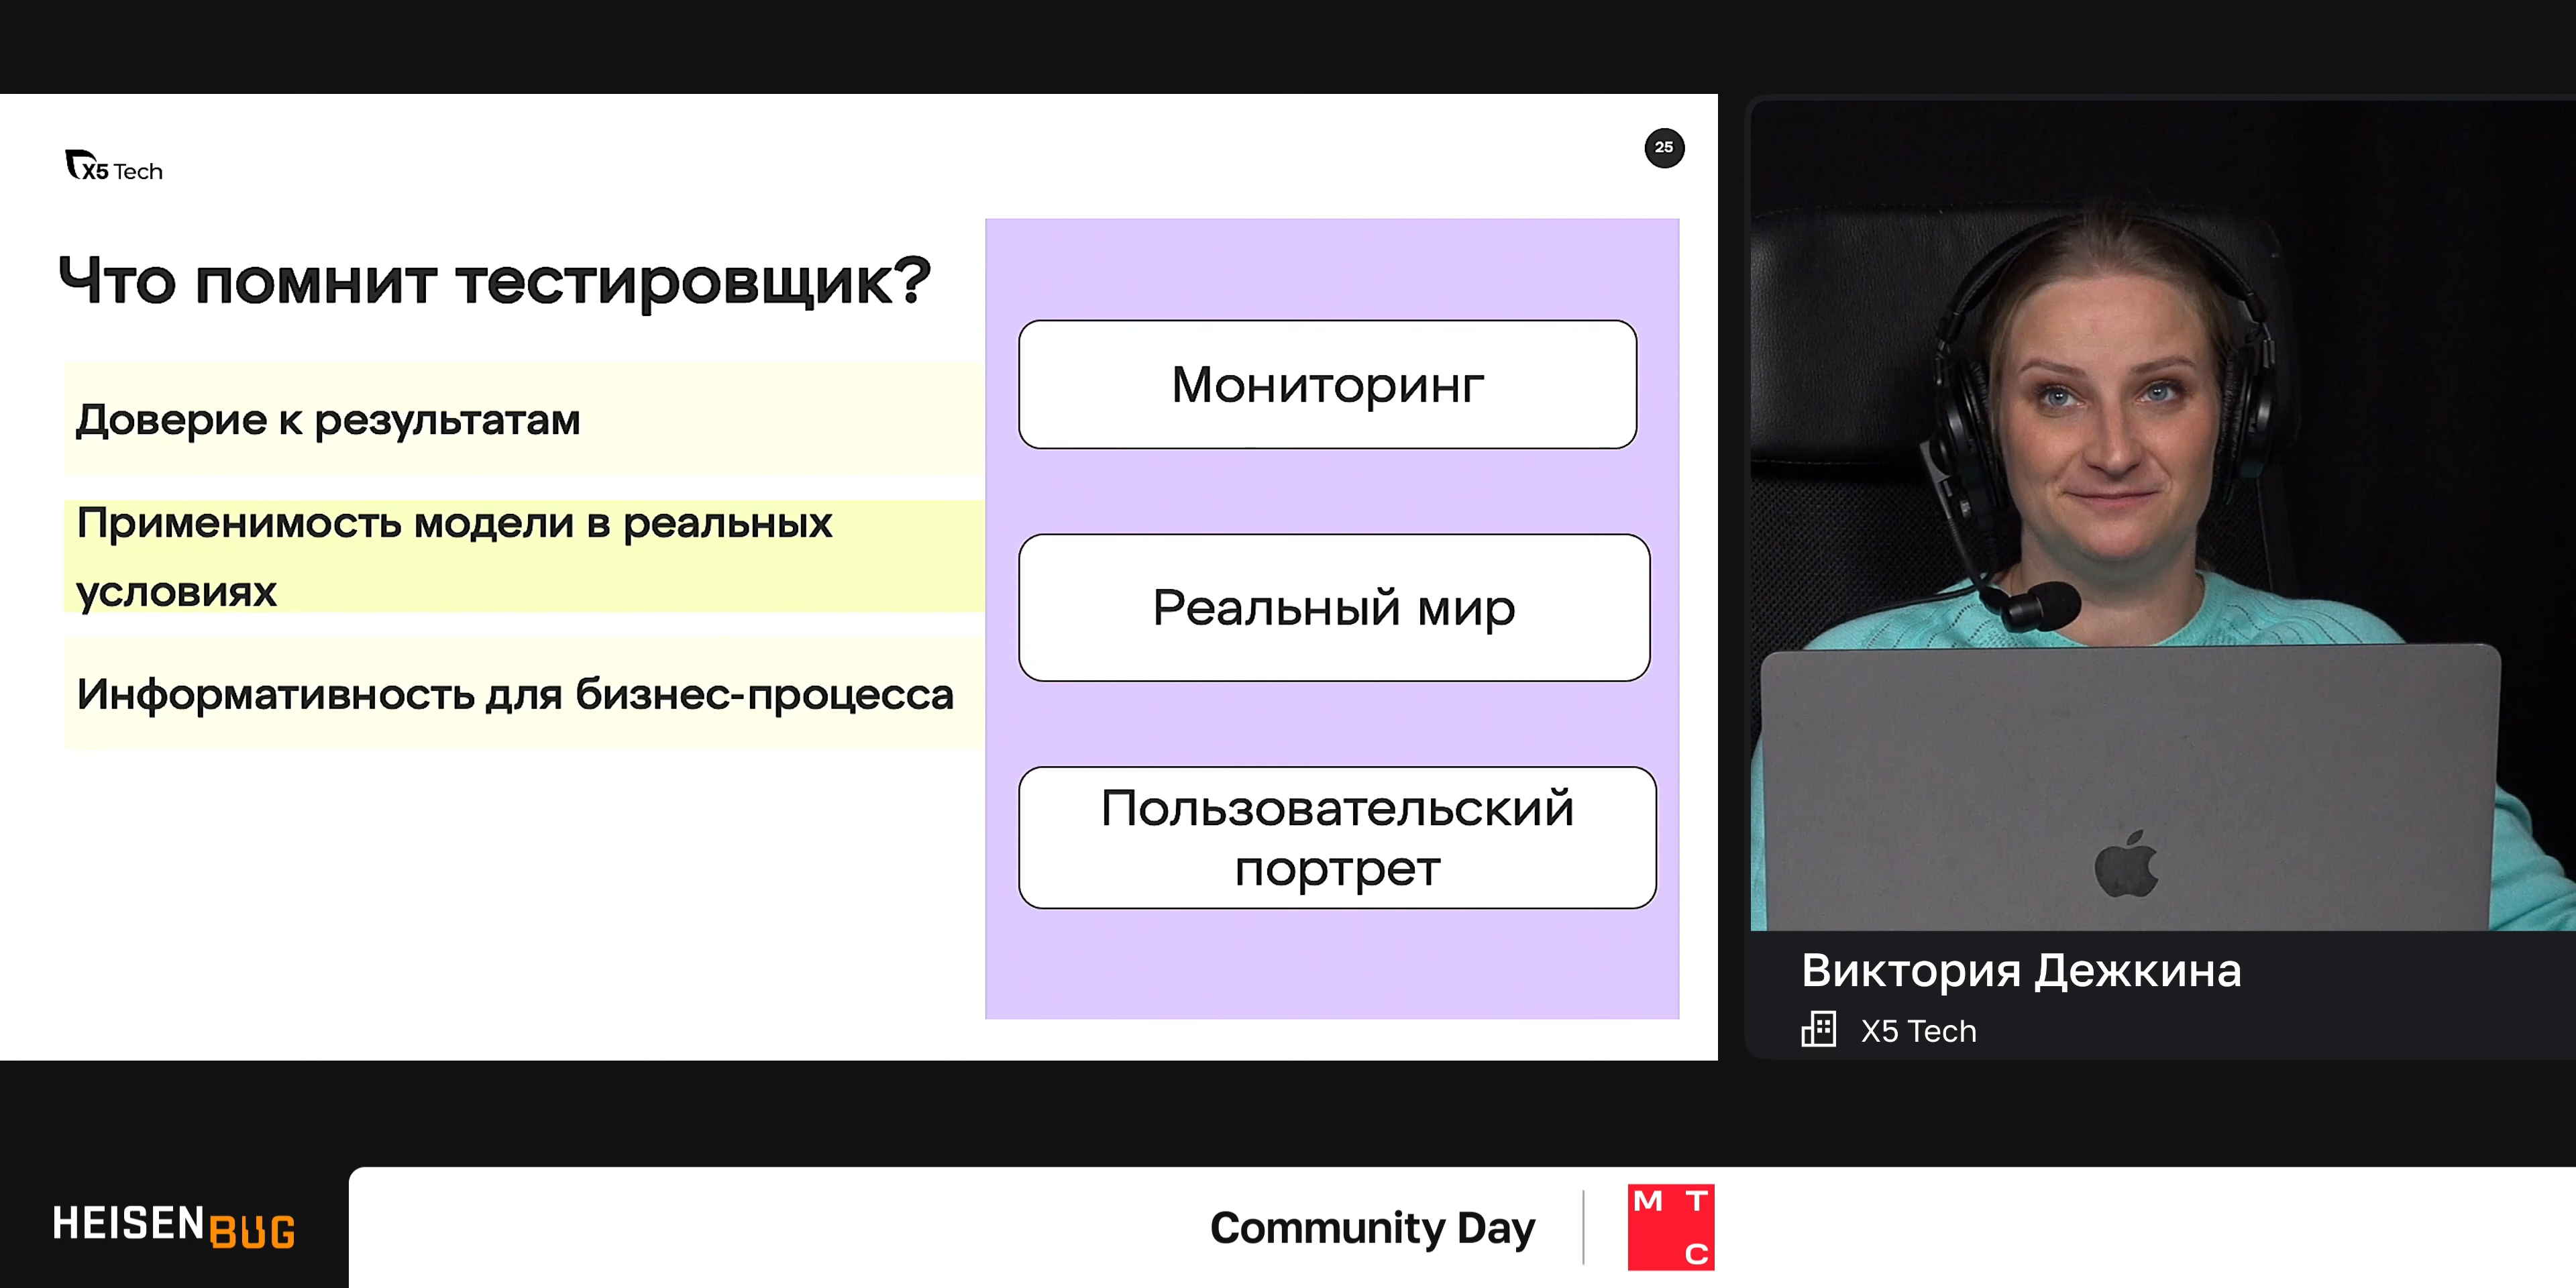 X5 Tech
25
Что помнит тестировщик?
Доверие к результатам
Применимость модели в реальных
условиях
Информативность для бизнес-процесса
Мониторинг
Реальный мир
Пользовательский
портрет
Виктория Дежкина
X5 Tech
HEISENBUG
Community Day
М Т
С